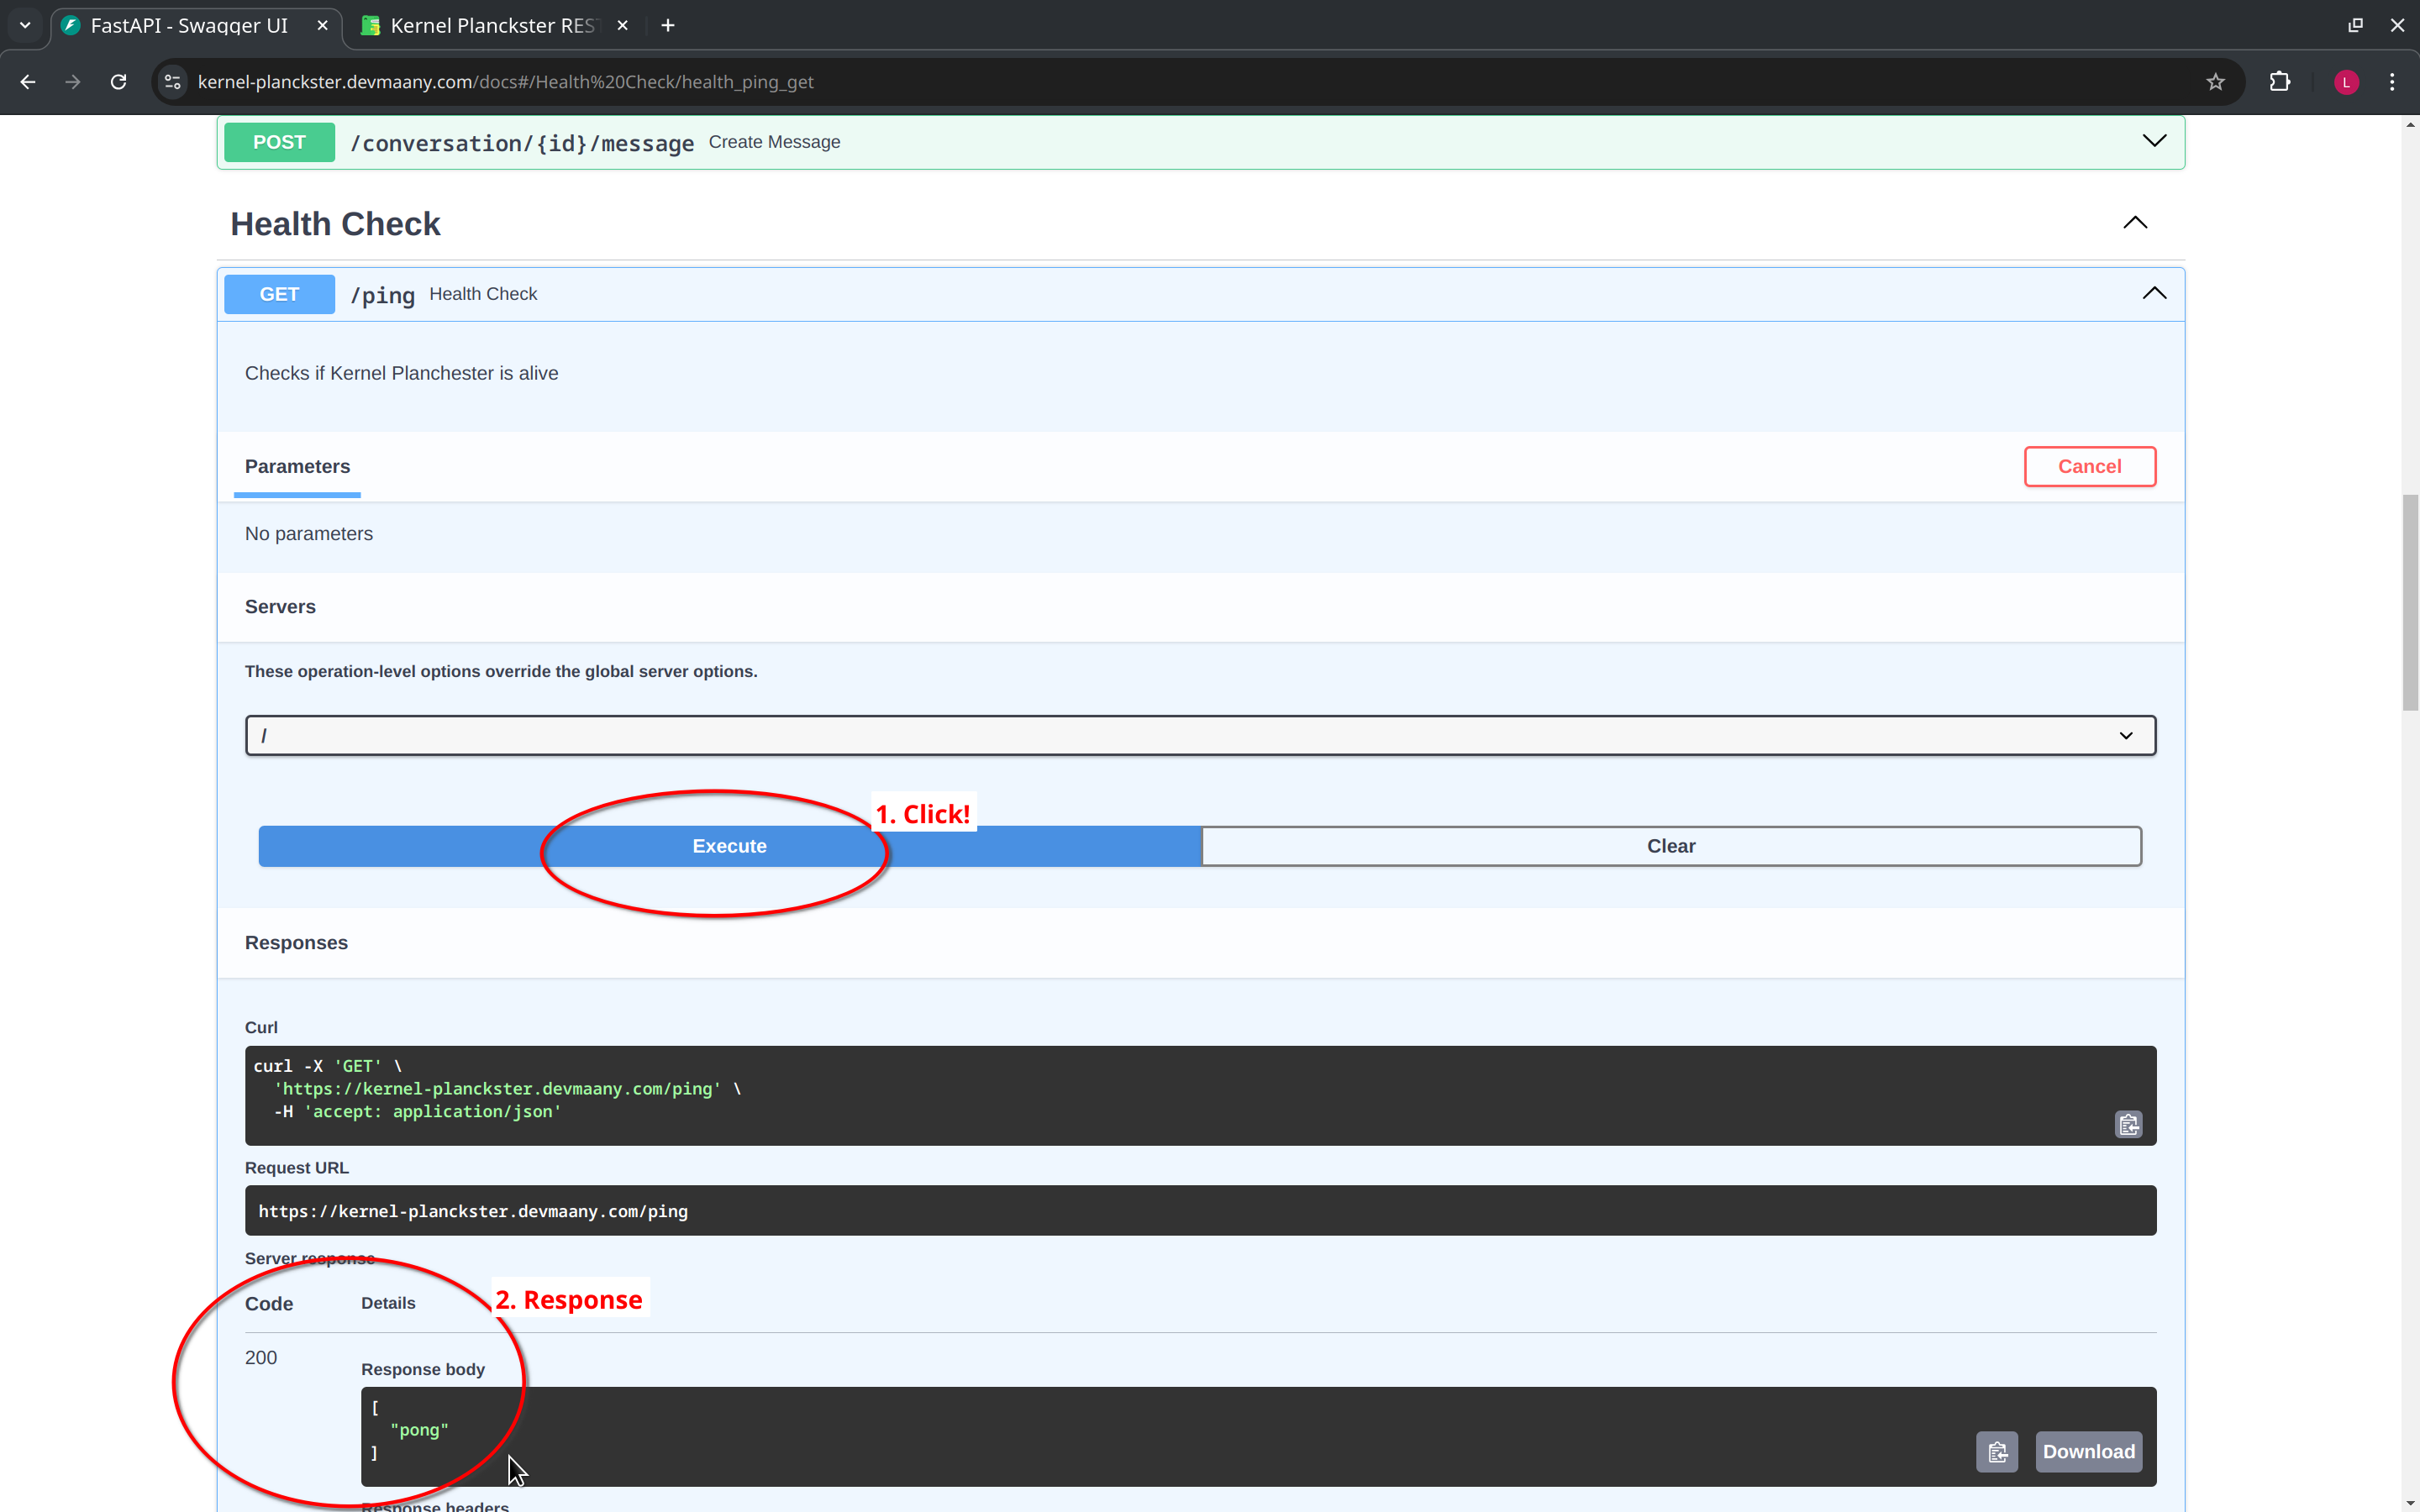 FastAPI - Swagger UI
Kernel Planckster RES
kernel-planckster.devmaany.com/docs#/Health%20Check/health_ping_get
L
POST /conversation/{id}/message Create Message
Health Check
GET /ping Health Check
Checks if Kernel Planchester is alive
Parameters
Cancel
No parameters
Servers
These operation-level options override the global server options.
/
1. Click!
Execute
Clear
Responses
Curl
curl -X 'GET' \
'https://kernel-planckster.devmaany.com/ping' \
-H 'accept: application/json'
Request URL
https://kernel-planckster.devmaany.com/ping
Server response
2. Response
Code Details
200
Response body
[
"pong"
]
Download
Response headers